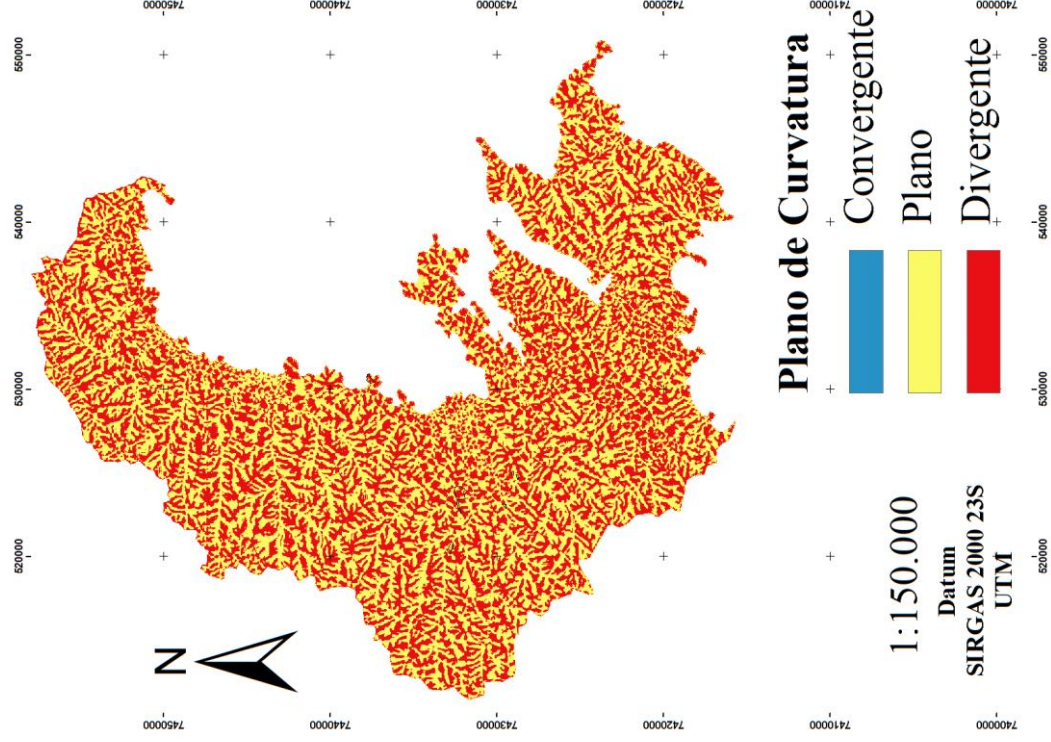 7450000 7440000 7430000 7420000 7410000 7400000
550000 550000
540000 540000
530000 530000
520000 520000
N
Plano de Curvatura
Convergente
Plano
Divergente
1:150.000
Datum
SIRGAS 2000 23S
UTM
7450000 7440000 7430000 7420000 7410000 7400000